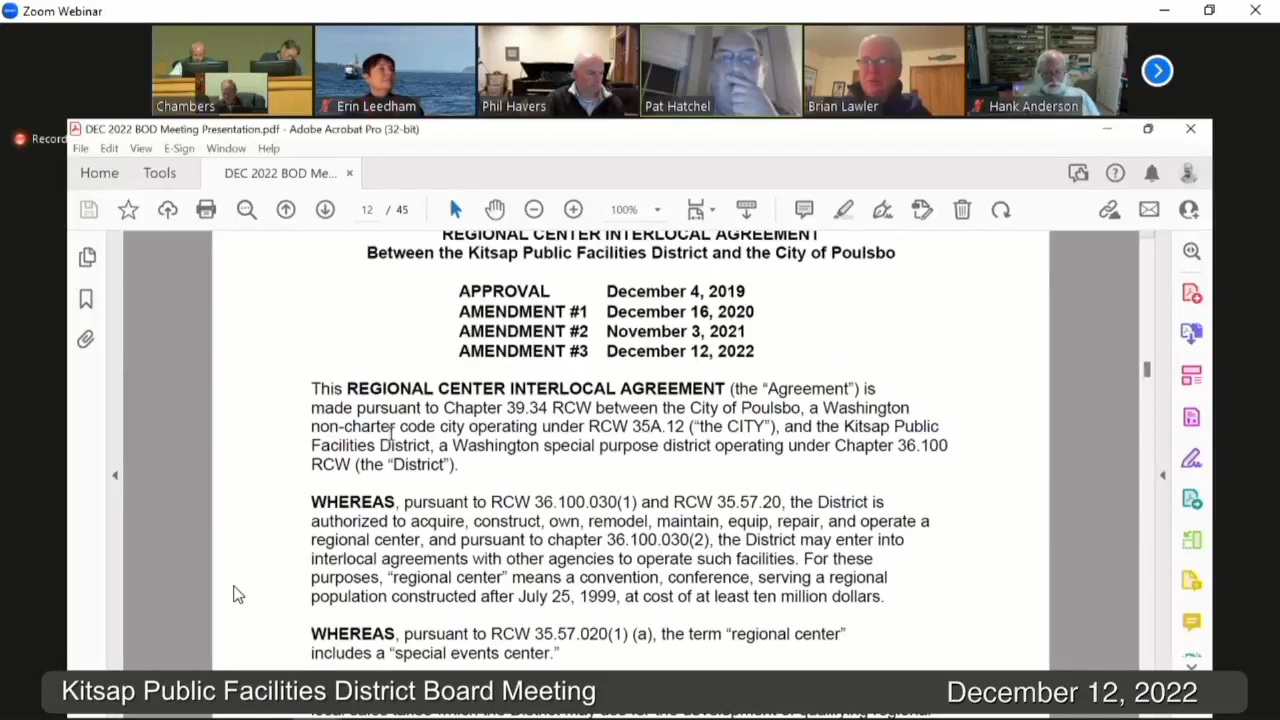 Zoom Webinar
Chambers
Erin Leedham
Phil Havers
Pat Hatchel
Brian Lawler
Hank Anderson
Record
DEC 2022 BOD Meeting Presentation.pdf - Adobe Acrobat Pro (32-bit)
File Edit View E-Sign Window Help
Home Tools DEC 2022 BOD Me... ×
12 / 45 100%
REGIONAL CENTER INTERLOCAL AGREEMENT
Between the Kitsap Public Facilities District and the City of Poulsbo
APPROVAL December 4, 2019
AMENDMENT #1 December 16, 2020
AMENDMENT #2 November 3, 2021
AMENDMENT #3 December 12, 2022
This REGIONAL CENTER INTERLOCAL AGREEMENT (the “Agreement”) is
made pursuant to Chapter 39.34 RCW between the City of Poulsbo, a Washington
non-charter code city operating under RCW 35A.12 (“the CITY”), and the Kitsap Public
Facilities District, a Washington special purpose district operating under Chapter 36.100
RCW (the “District”).
WHEREAS, pursuant to RCW 36.100.030(1) and RCW 35.57.20, the District is
authorized to acquire, construct, own, remodel, maintain, equip, repair, and operate a
regional center, and pursuant to chapter 36.100.030(2), the District may enter into
interlocal agreements with other agencies to operate such facilities. For these
purposes, “regional center” means a convention, conference, serving a regional
population constructed after July 25, 1999, at cost of at least ten million dollars.
WHEREAS, pursuant to RCW 35.57.020(1) (a), the term “regional center”
includes a “special events center.”
Kitsap Public Facilities District Board Meeting
December 12, 2022